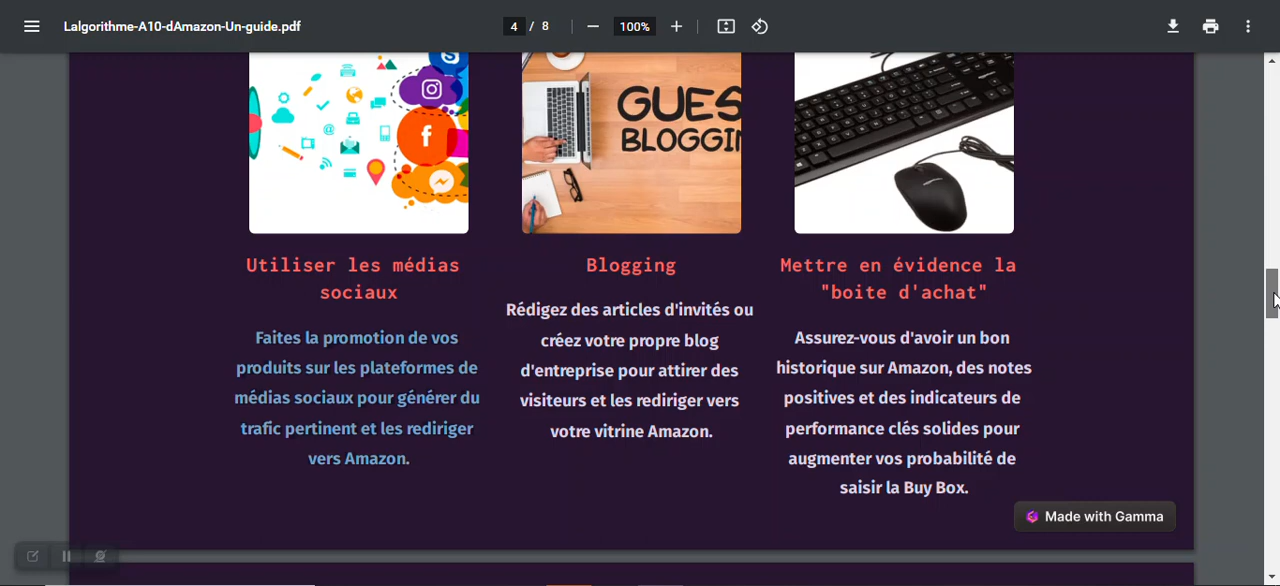 Lalgorithme-A10-dAmazon-Un-guide.pdf
4 / 8
100%
GUES
BLOGGIN
Utiliser les médias
sociaux
Faites la promotion de vos
produits sur les plateformes de
médias sociaux pour générer du
trafic pertinent et les rediriger
vers Amazon.
Blogging
Rédigez des articles d'invités ou
créez votre propre blog
d'entreprise pour attirer des
visiteurs et les rediriger vers
votre vitrine Amazon.
Mettre en évidence la
"boite d'achat"
Assurez-vous d'avoir un bon
historique sur Amazon, des notes
positives et des indicateurs de
performance clés solides pour
augmenter vos probabilité de
saisir la Buy Box.
Made with Gamma